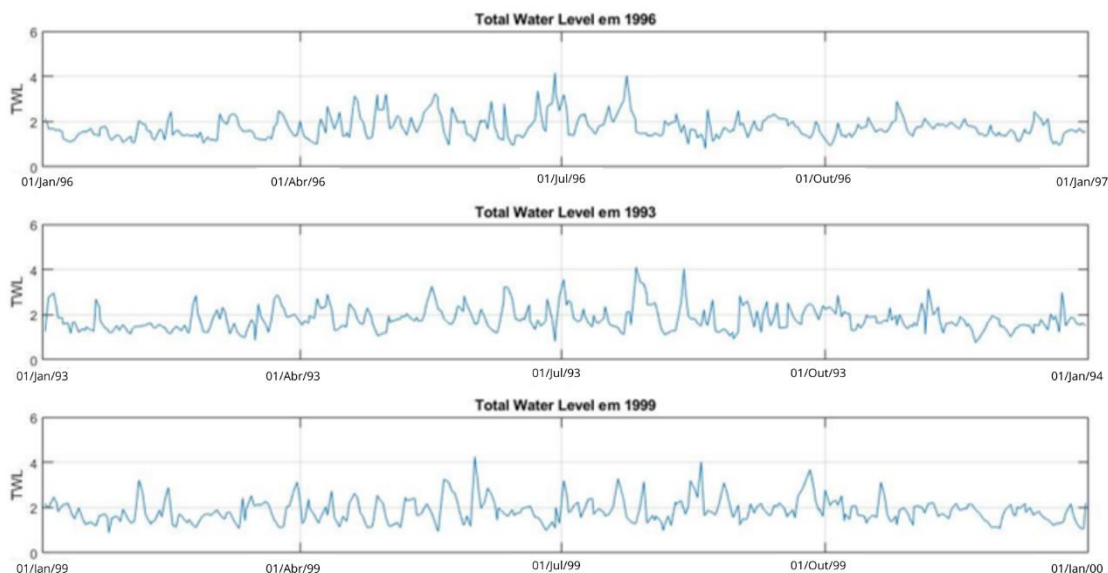 Total Water Level em 1996
6
4
2
0
TWL
01/Jan/96 01/Abr/96 01/Jul/96 01/Out/96 01/Jan/97
Total Water Level em 1993
6
4
2
0
TWL
01/Jan/93 01/Abr/93 01/Jul/93 01/Out/93 01/Jan/94
Total Water Level em 1999
6
4
2
0
TWL
01/Jan/99 01/Abr/99 01/Jul/99 01/Out/99 01/Jan/00